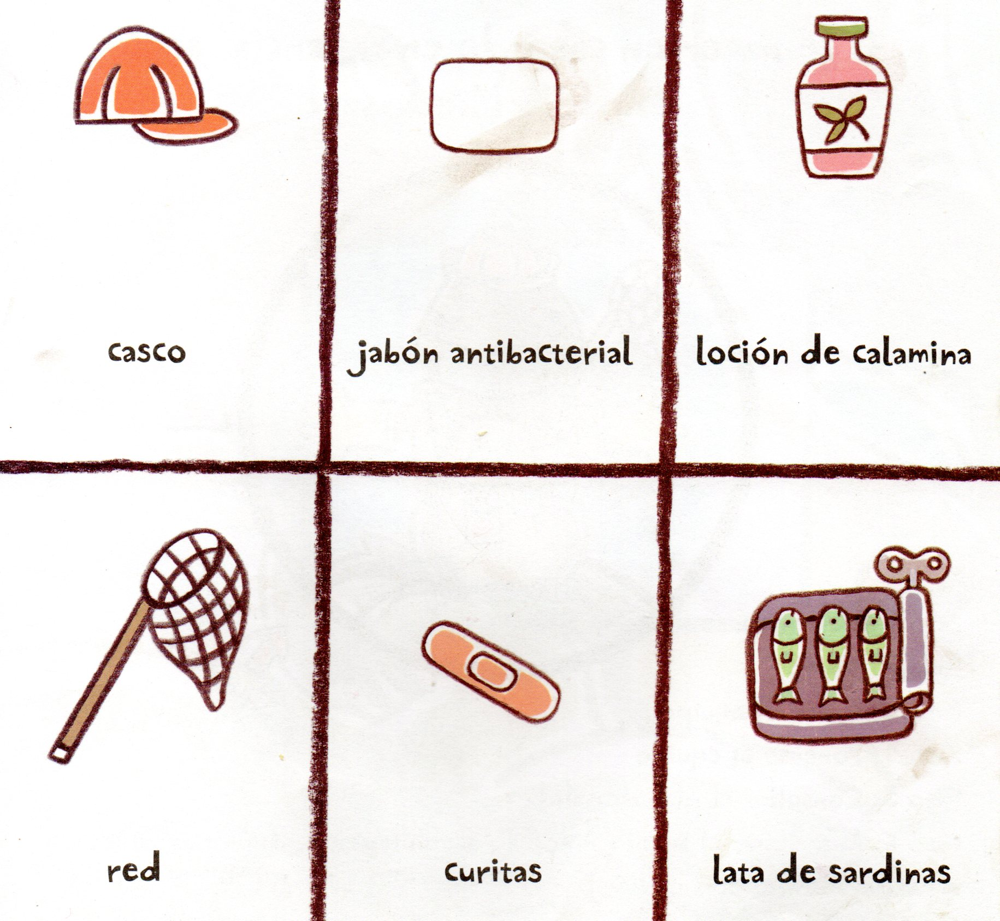 casco
jabón antibacterial
loción de calamina
red
curitas
lata de sardinas